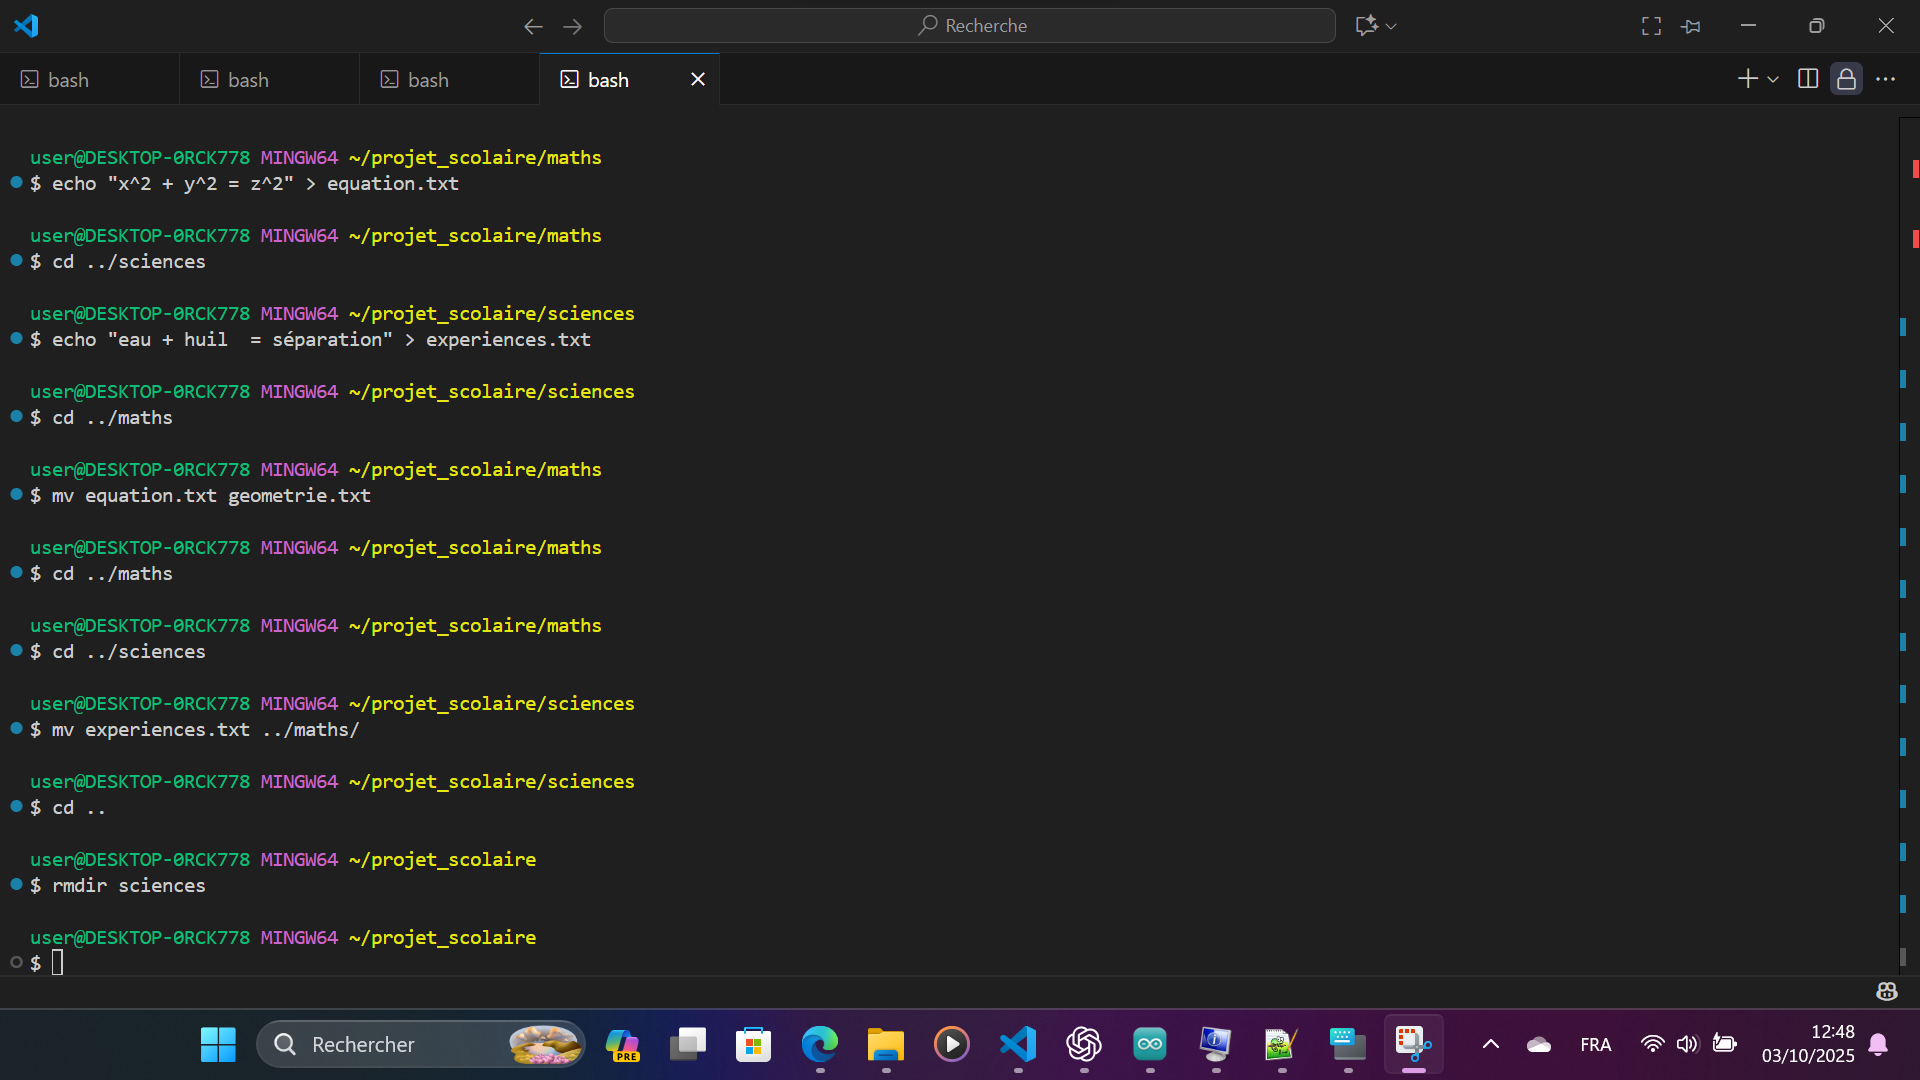 Recherche
bash
bash
bash
bash
user@DESKTOP-0RCK778 MINGW64 ~/projet_scolaire/maths
$ echo "x^2 + y^2 = z^2" > equation.txt
user@DESKTOP-0RCK778 MINGW64 ~/projet_scolaire/maths
$ cd ../sciences
user@DESKTOP-0RCK778 MINGW64 ~/projet_scolaire/sciences
$ echo "eau + huil  = séparation" > experiences.txt
user@DESKTOP-0RCK778 MINGW64 ~/projet_scolaire/sciences
$ cd ../maths
user@DESKTOP-0RCK778 MINGW64 ~/projet_scolaire/maths
$ mv equation.txt geometrie.txt
user@DESKTOP-0RCK778 MINGW64 ~/projet_scolaire/maths
$ cd ../maths
user@DESKTOP-0RCK778 MINGW64 ~/projet_scolaire/maths
$ cd ../sciences
user@DESKTOP-0RCK778 MINGW64 ~/projet_scolaire/sciences
$ mv experiences.txt ../maths/
user@DESKTOP-0RCK778 MINGW64 ~/projet_scolaire/sciences
$ cd ..
user@DESKTOP-0RCK778 MINGW64 ~/projet_scolaire
$ rmdir sciences
user@DESKTOP-0RCK778 MINGW64 ~/projet_scolaire
$
Rechercher
PRE
FRA
12:48
03/10/2025